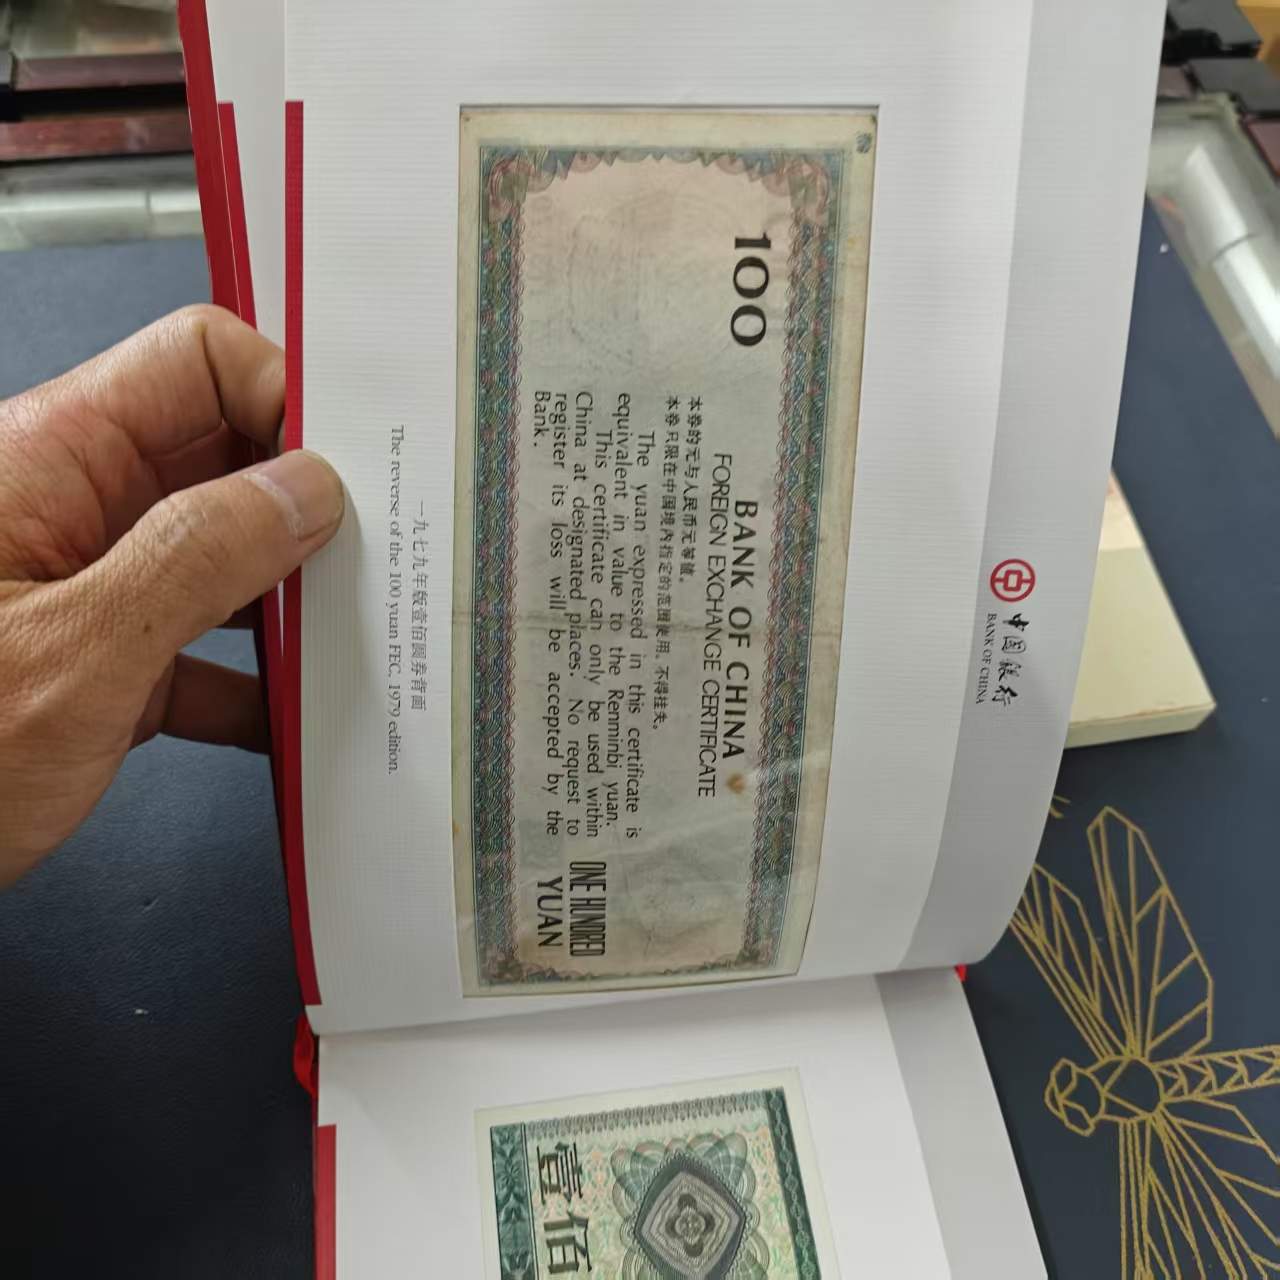 中国银行
BANK OF CHINA
100
BANK OF CHINA
FOREIGN EXCHANGE CERTIFICATE
本券的元与人民币元等值。
本券只限在中国境内指定的范围使用，不得挂失。
The yuan expressed in this certificate is
equivalent in value to the Renminbi yuan.
This certificate can only be used within
China at designated places. No request to
register its loss will be accepted by the
Bank.
ONE HUNDRED
YUAN
一九七九年版壹佰圆券背面
The reverse of the 100 yuan FEC, 1979 edition.
壹佰